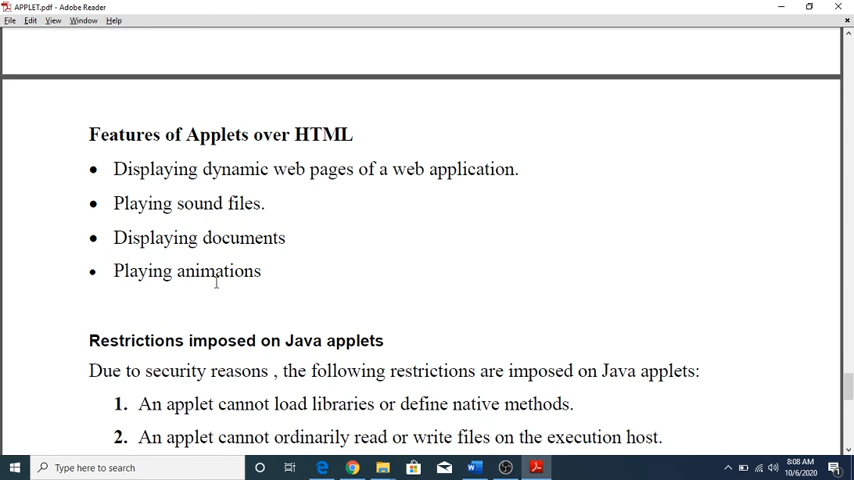 APPLET.pdf - Adobe Reader
File Edit View Window Help
Features of Applets over HTML
• Displaying dynamic web pages of a web application.
• Playing sound files.
• Displaying documents
• Playing animations
Restrictions imposed on Java applets
Due to security reasons , the following restrictions are imposed on Java applets:
1. An applet cannot load libraries or define native methods.
2. An applet cannot ordinarily read or write files on the execution host.
Type here to search
8:08 AM
10/6/2020